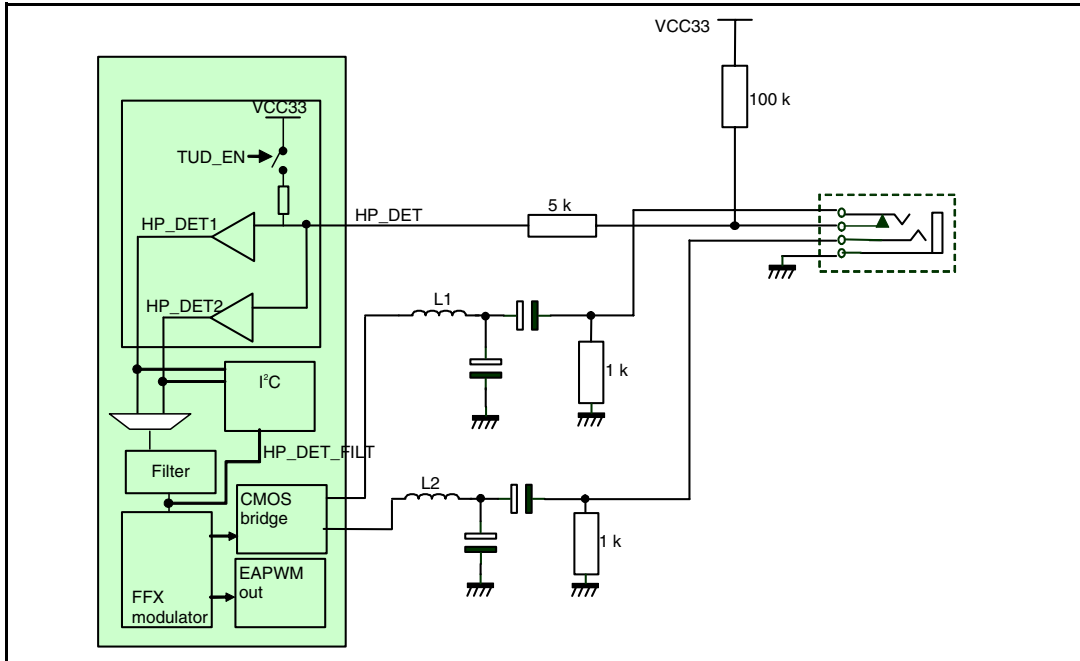 VCC33
100 k
VCC33
TUD_EN
HP_DET1
HP_DET
5 k
HP_DET2
L1
1 k
I²C
HP_DET_FILT
Filter
L2
CMOS
bridge
1 k
EAPWM
out
FFX
modulator